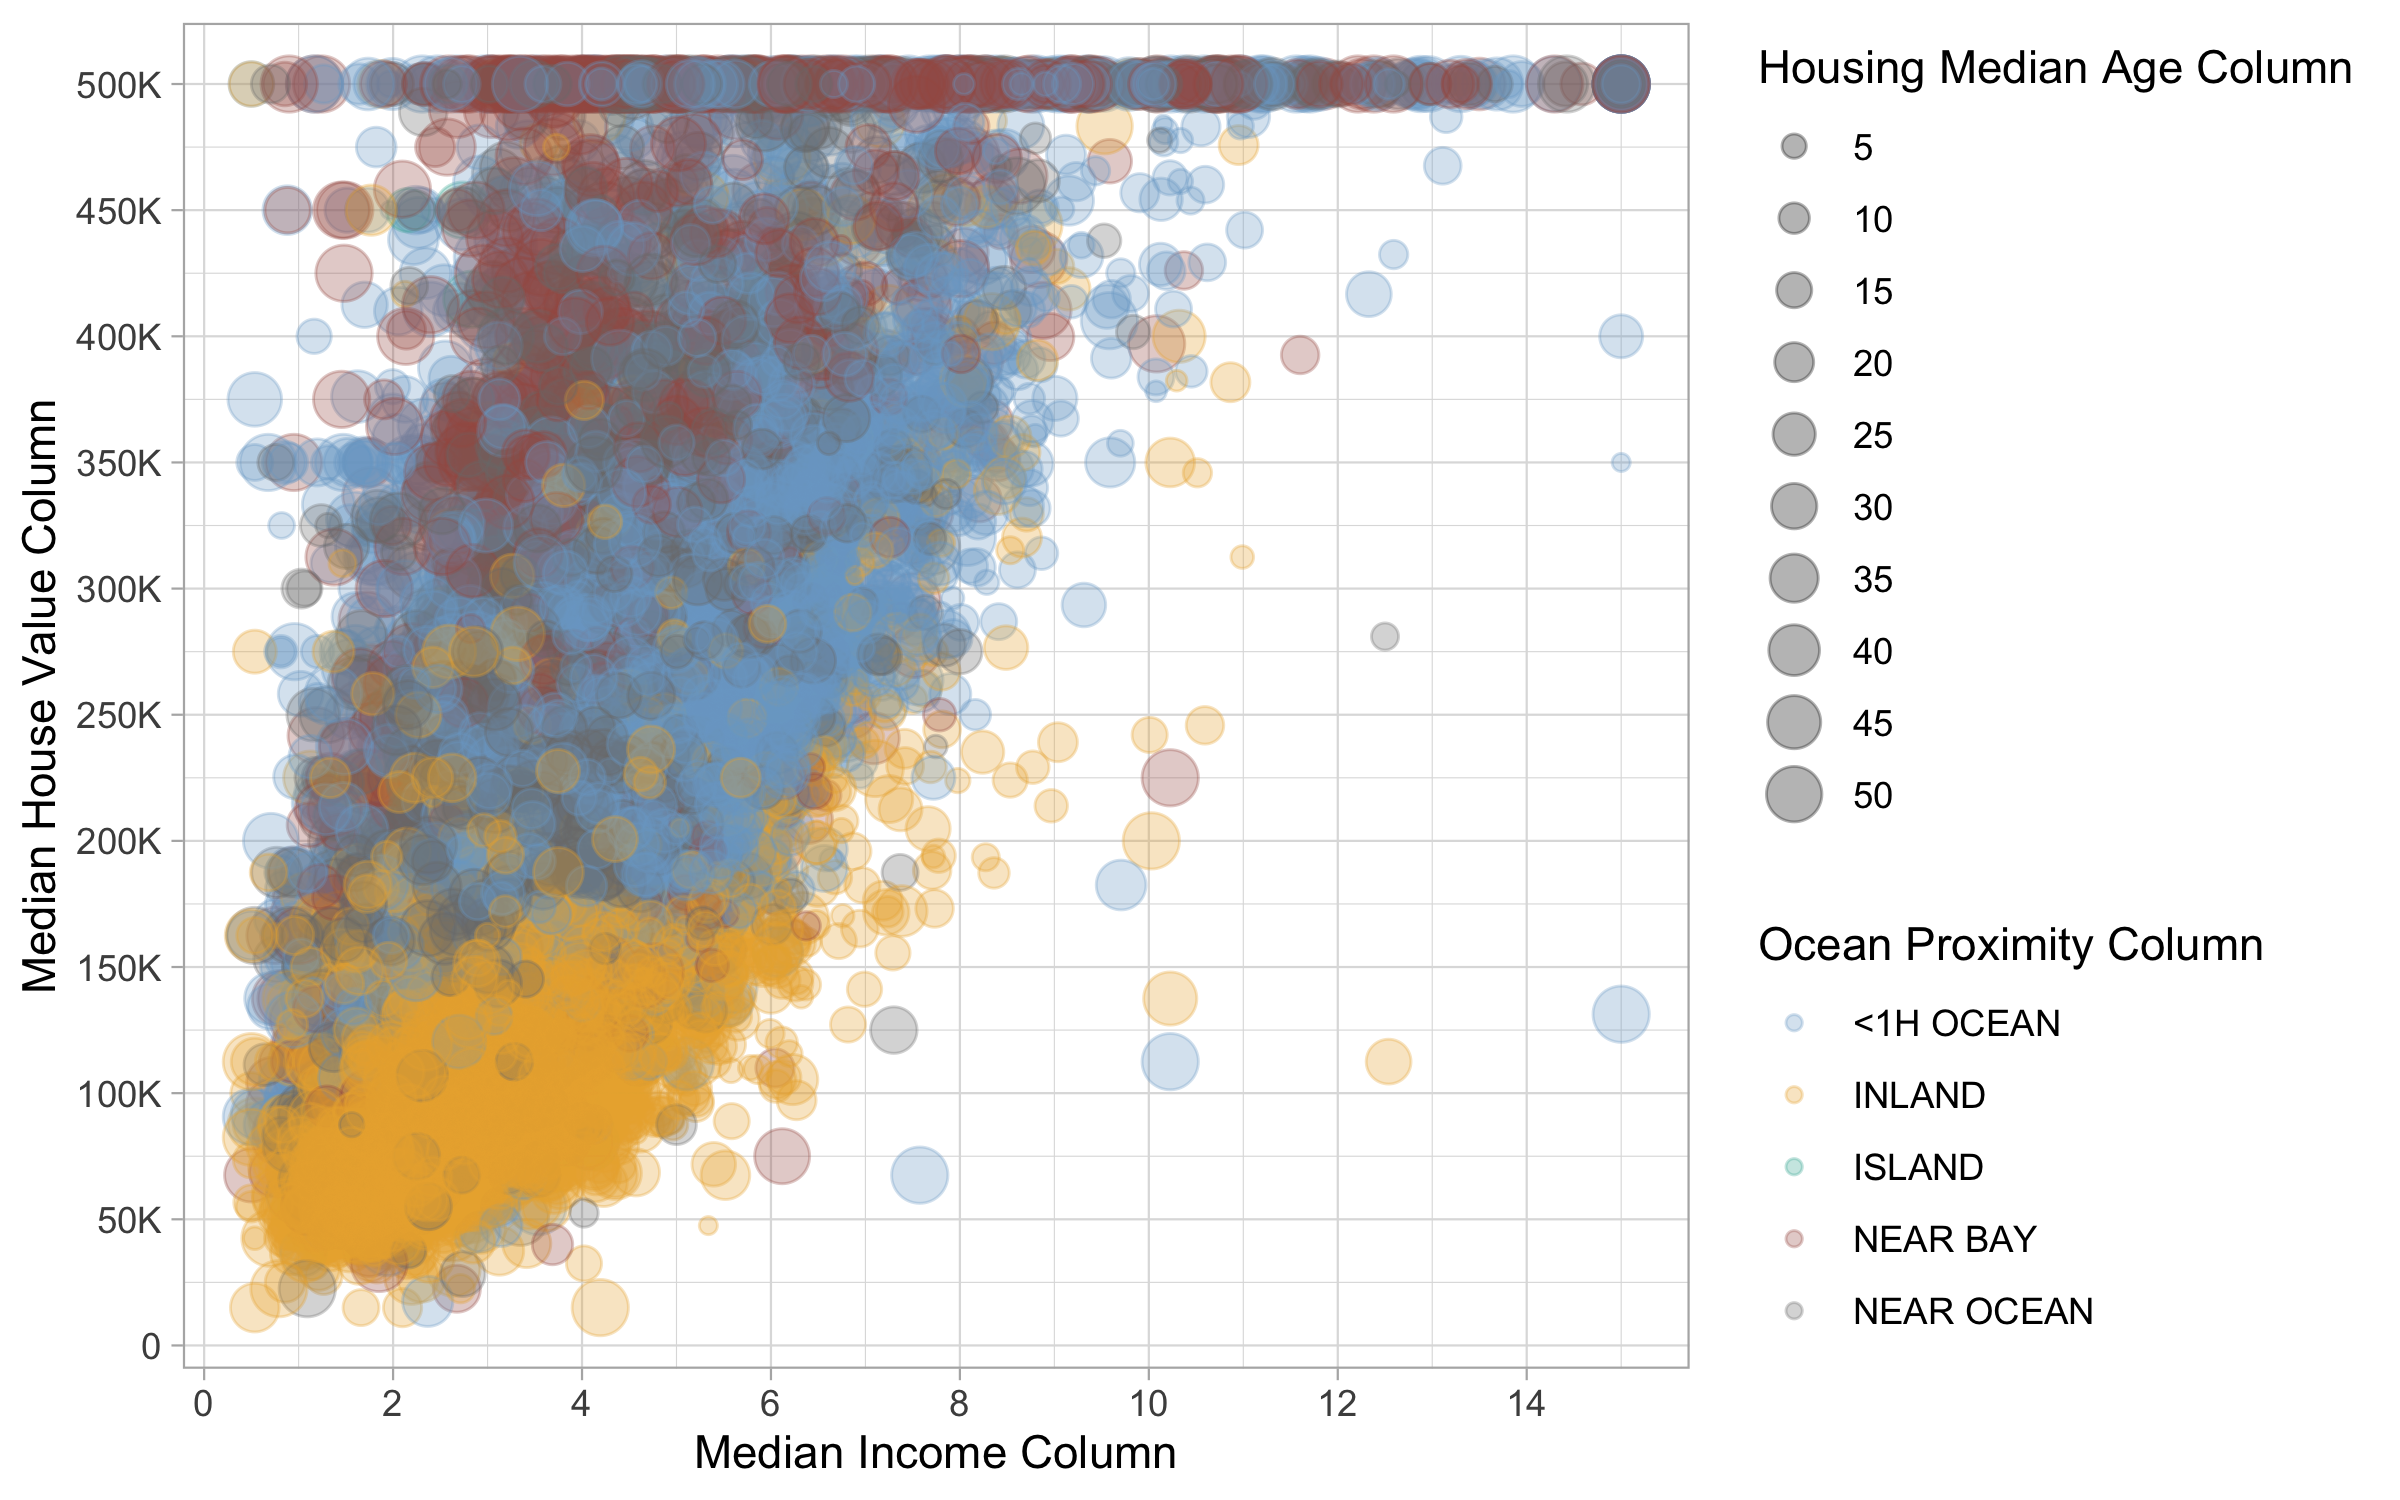 500K
450K
400K
350K
300K
250K
200K
150K
100K
50K
0
Median House Value Column
0 2 4 6 8 10 12 14
Median Income Column
Housing Median Age Column
5
10
15
20
25
30
35
40
45
50
Ocean Proximity Column
<1H OCEAN
INLAND
ISLAND
NEAR BAY
NEAR OCEAN